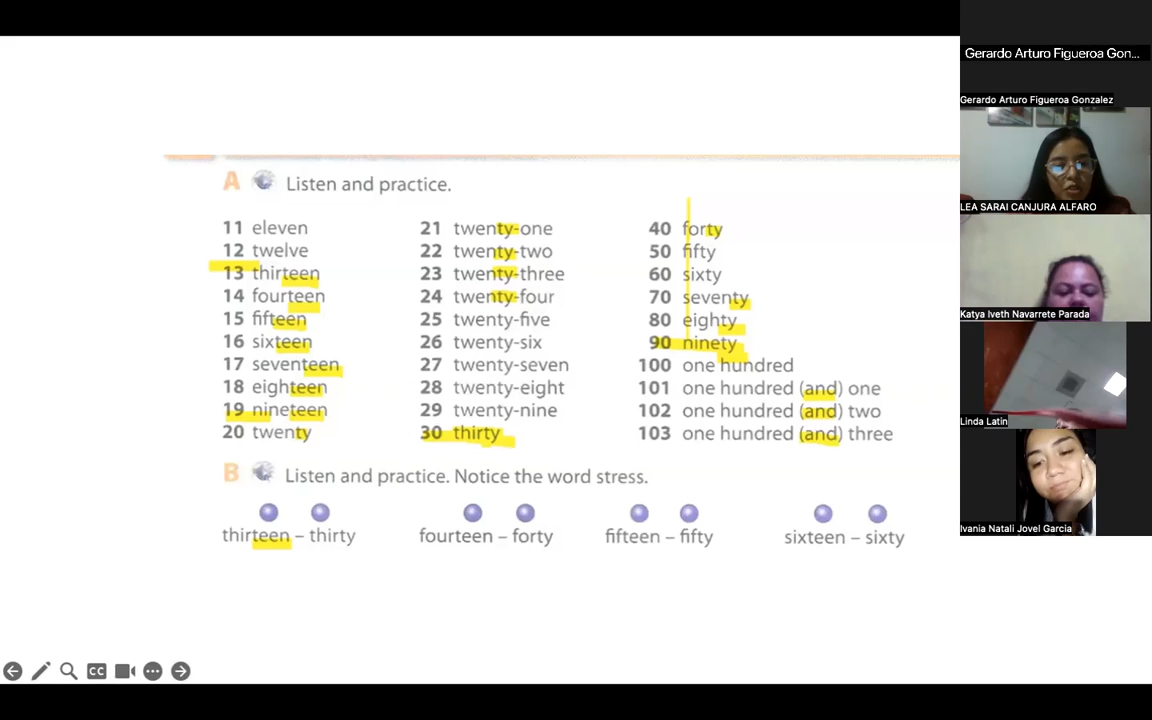 A Listen and practice.
11 eleven
12 twelve
13 thirteen
14 fourteen
15 fifteen
16 sixteen
17 seventeen
18 eighteen
19 nineteen
20 twenty
21 twenty-one
22 twenty-two
23 twenty-three
24 twenty-four
25 twenty-five
26 twenty-six
27 twenty-seven
28 twenty-eight
29 twenty-nine
30 thirty
40 forty
50 fifty
60 sixty
70 seventy
80 eighty
90 ninety
100 one hundred
101 one hundred (and) one
102 one hundred (and) two
103 one hundred (and) three
B Listen and practice. Notice the word stress.
thirteen – thirty fourteen – forty fifteen – fifty sixteen – sixty
CC
Gerardo Arturo Figueroa Gon...
Gerardo Arturo Figueroa Gonzalez
LEA SARAI CANJURA ALFARO
Katya Iveth Navarrete Parada
Linda Latin
Ivania Natali Jovel Garcia